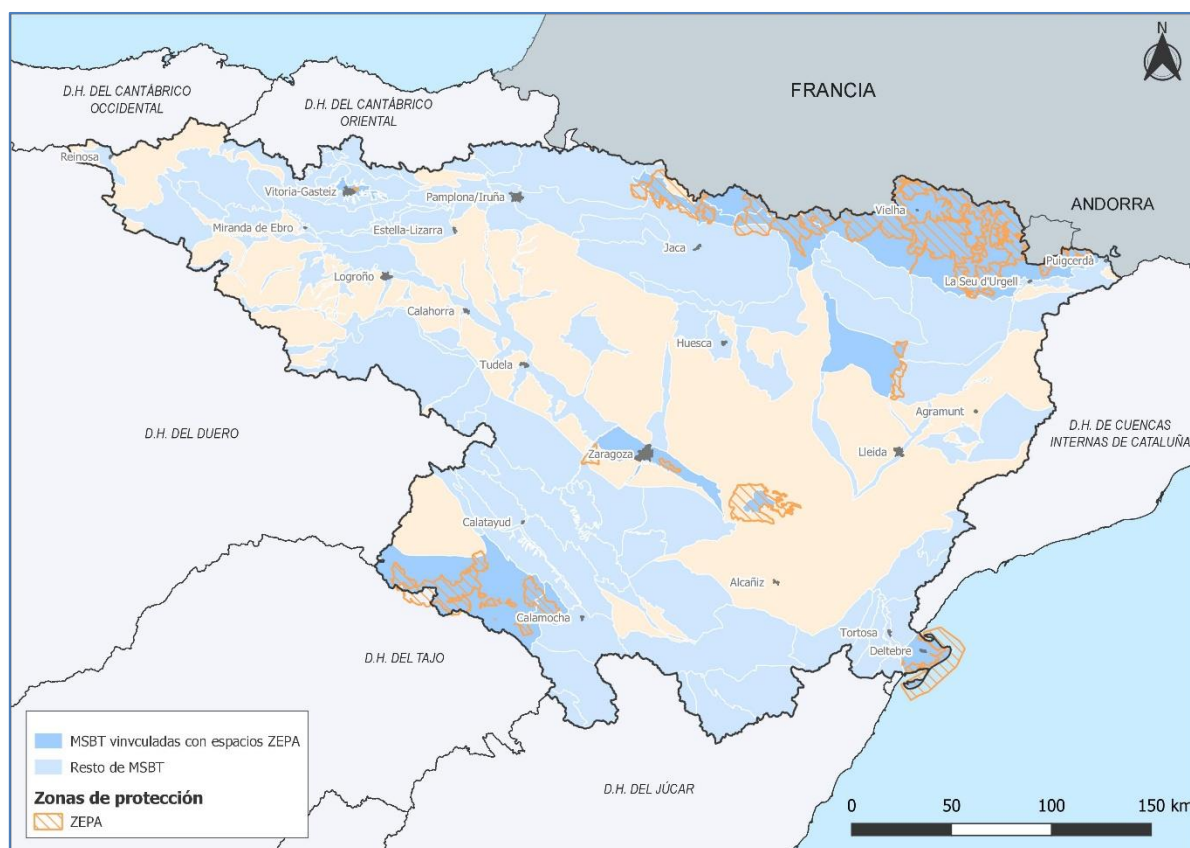 N
D.H. DEL CANTÁBRICO
OCCIDENTAL
D.H. DEL CANTÁBRICO
ORIENTAL
FRANCIA
ANDORRA
Reinosa
Vitoria-Gasteiz
Pamplona/Iruña
Vielha
Miranda de Ebro
Estella-Lizarra
Jaca
Puigcerdà
La Seu d'Urgell
Logroño
Calahorra
Huesca
Tudela
Agramunt
D.H. DEL DUERO
D.H. DE CUENCAS
INTERNAS DE CATALUÑA
Zaragoza
Lleida
Calatayud
Alcañiz
Calamocha
Tortosa
Deltebre
D.H. DEL TAJO
D.H. DEL JÚCAR
MSBT vinvculadas con espacios ZEPA
Resto de MSBT
Zonas de protección
ZEPA
0 50 100 150 km